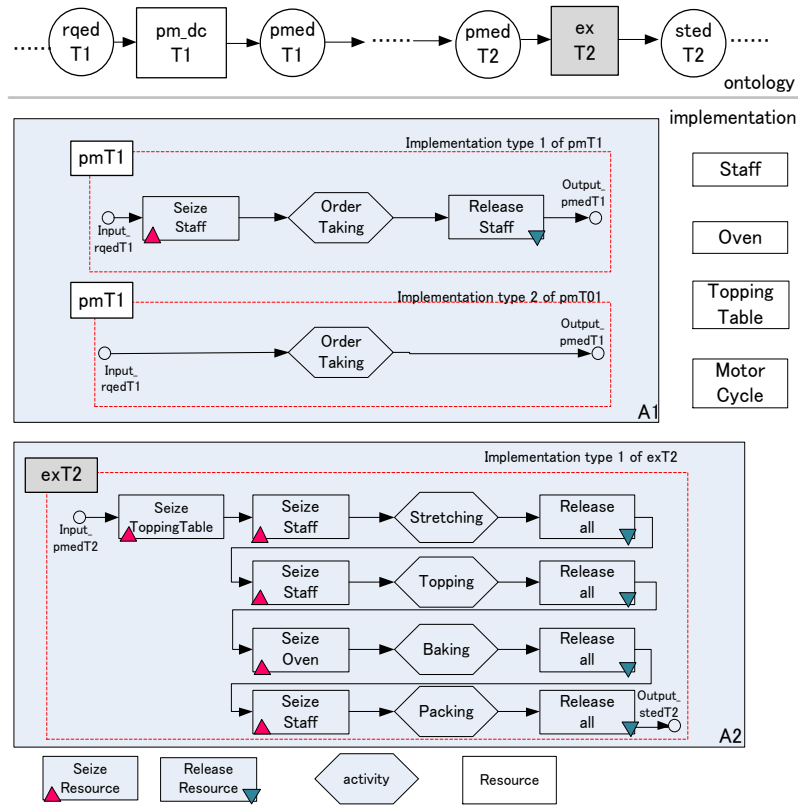 rqed
T1
pm_dc
T1
pmed
T1
......
pmed
T2
ex
T2
sted
T2
......
......
ontology
implementation
pmT1
Implementation type 1 of pmT1
Input_
rqedT1
Seize
Staff
Order
Taking
Release
Staff
Output_
pmedT1
pmT1
Implementation type 2 of pmT01
Input_
rqedT1
Order
Taking
Output_
pmedT1
A1
Staff
Oven
Topping
Table
Motor
Cycle
exT2
Implementation type 1 of exT2
Input_
pmedT2
Seize
ToppingTable
Seize
Staff
Stretching
Release
all
Seize
Staff
Topping
Release
all
Seize
Oven
Baking
Release
all
Seize
Staff
Packing
Release
all
Output_
stedT2
A2
Seize
Resource
Release
Resource
activity
Resource